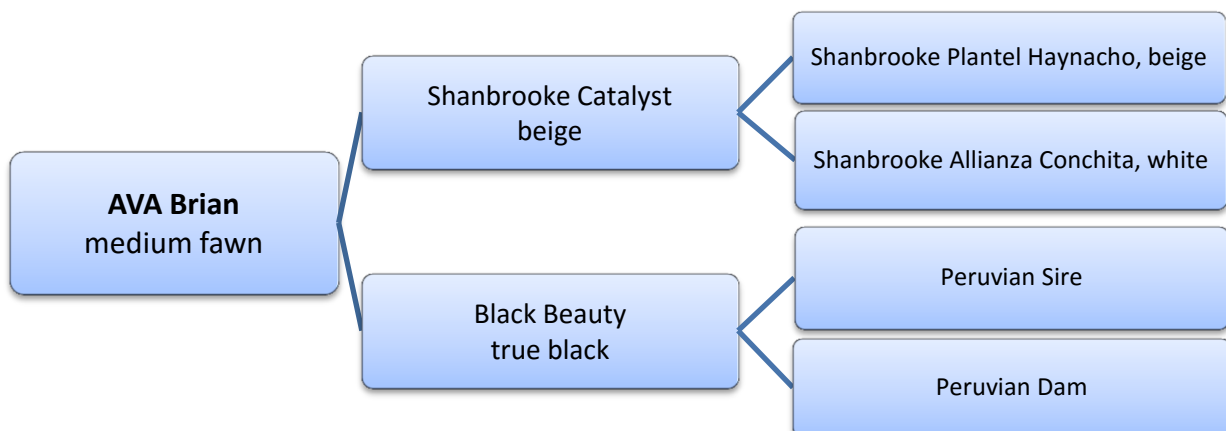 AVA Brian
medium fawn
Shanbrooke Catalyst
beige
Black Beauty
true black
Shanbrooke Plantel Haynacho, beige
Shanbrooke Allianza Conchita, white
Peruvian Sire
Peruvian Dam